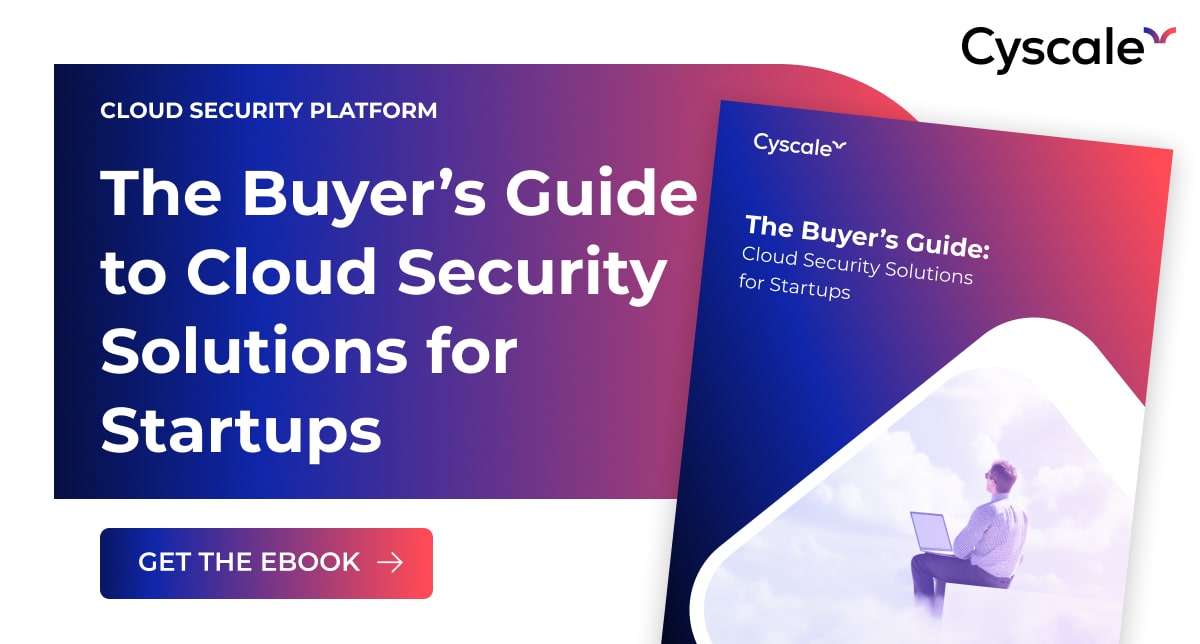 Cyscale
CLOUD SECURITY PLATFORM
The Buyer’s Guide
to Cloud Security
Solutions for
Startups
GET THE EBOOK
Cyscale
The Buyer’s Guide:
Cloud Security Solutions
for Startups